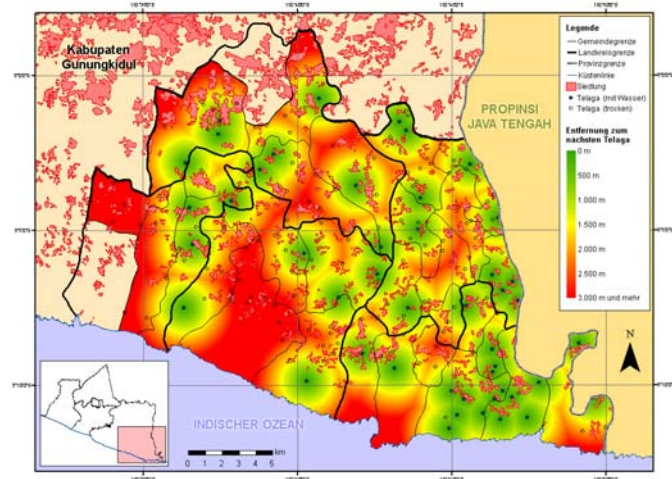 Kabupaten
Gunungkidul
PROPINSI
JAVA TENGAH
INDISCHER OZEAN
0 1 2 3 4 5 km
N
Legende
Gemeindegrenze
Landkreisgrenze
Provinzgrenze
Küstenlinie
Siedlung
Telaga (mit Wasser)
Telaga (trocken)
Entfernung zum
nächsten Telaga
0 m
500 m
1.000 m
1.500 m
2.000 m
2.500 m
3.000 m und mehr